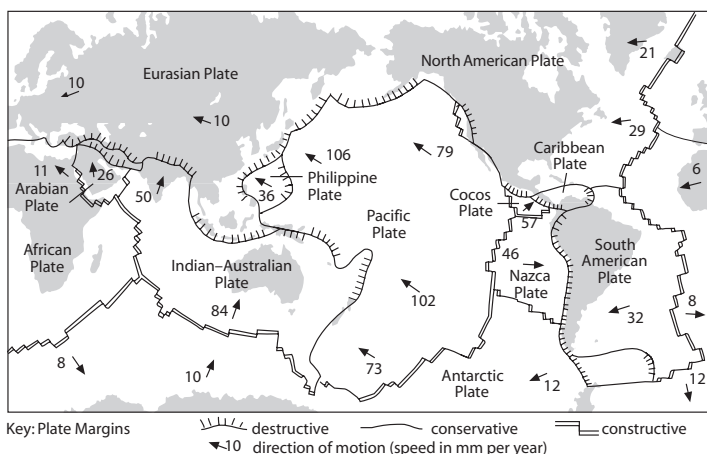 21
North American Plate
Eurasian Plate
10
10
29
106
79
Caribbean
Plate
11
26
Arabian
Plate
50
Philippine
Plate
36
6
Cocos
Plate
57
Pacific
Plate
African
Plate
South
American
Plate
Indian–Australian
Plate
46
Nazca
Plate
84
102
32
8
8
10
73
Antarctic
Plate
12
12
Key: Plate Margins
destructive
conservative
constructive
10 direction of motion (speed in mm per year)